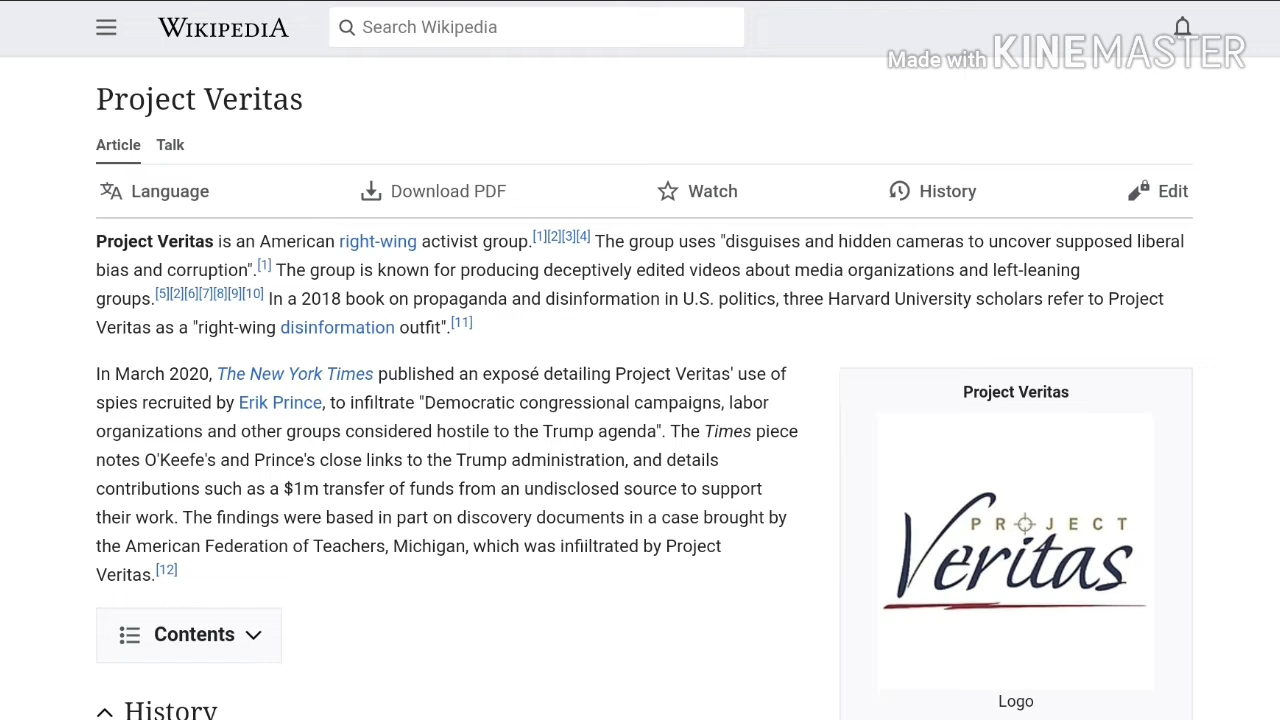 WIKIPEDIA
Search Wikipedia
Made with KINEMASTER
Project Veritas
Article Talk
Language Download PDF Watch History Edit
Project Veritas is an American right-wing activist group.[1][2][3][4] The group uses "disguises and hidden cameras to uncover supposed liberal
bias and corruption".[1] The group is known for producing deceptively edited videos about media organizations and left-leaning
groups.[5][2][6][7][8][9][10] In a 2018 book on propaganda and disinformation in U.S. politics, three Harvard University scholars refer to Project
Veritas as a "right-wing disinformation outfit".[11]
In March 2020, The New York Times published an exposé detailing Project Veritas' use of
spies recruited by Erik Prince, to infiltrate "Democratic congressional campaigns, labor
organizations and other groups considered hostile to the Trump agenda". The Times piece
notes O'Keefe's and Prince's close links to the Trump administration, and details
contributions such as a $1m transfer of funds from an undisclosed source to support
their work. The findings were based in part on discovery documents in a case brought by
the American Federation of Teachers, Michigan, which was infiiltrated by Project
Veritas.[12]
Project Veritas
PROJECT
Veritas
Logo
Contents
History